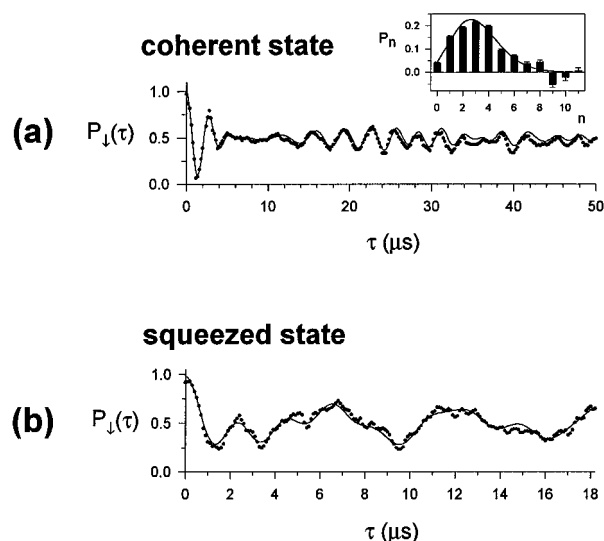 coherent state
Pn
0.2
0.1
0.0
0 2 4 6 8 10
n
(a)
P↓(τ)
1.0
0.5
0.0
0 10 20 30 40 50
τ (μs)
squeezed state
(b)
P↓(τ)
1.0
0.5
0.0
0 2 4 6 8 10 12 14 16 18
τ (μs)